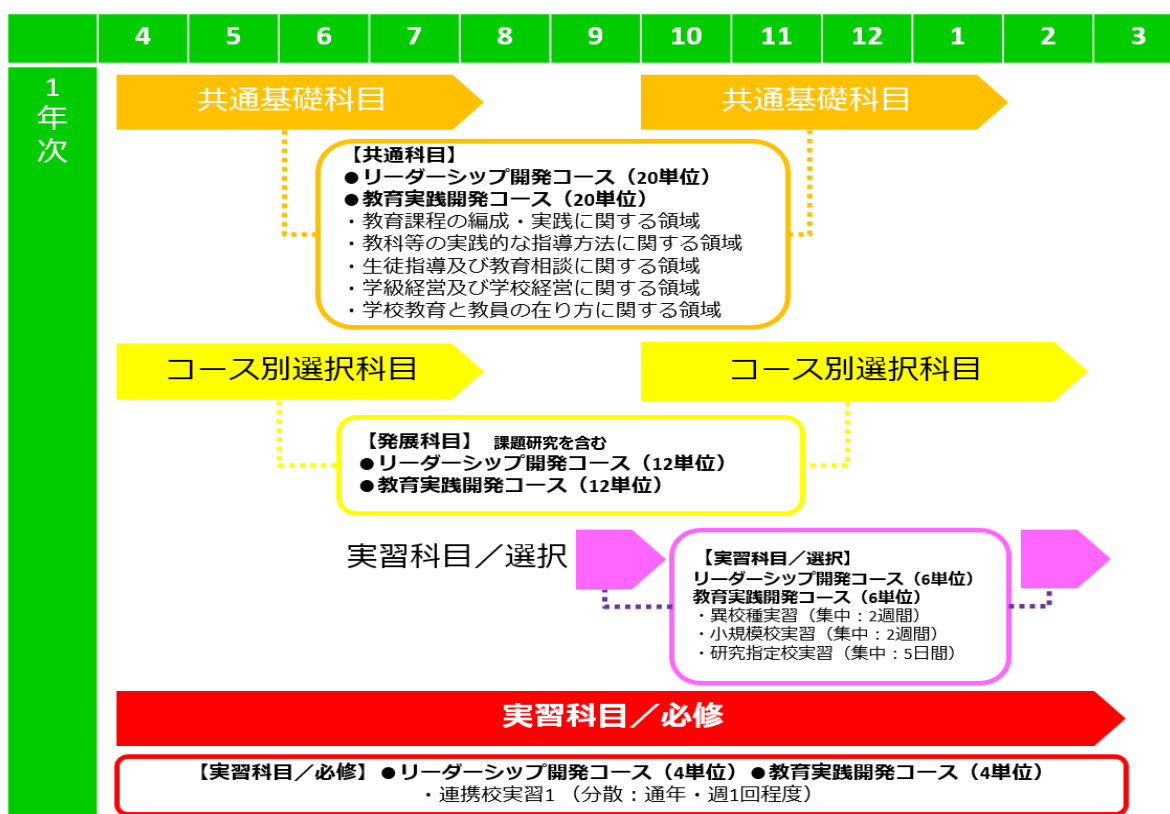 4 5 6 7 8 9 10 11 12 1 2 3
1年次
共通基礎科目 共通基礎科目
【共通科目】
●リーダーシップ開発コース（20単位）
●教育実践開発コース（20単位）
・教育課程の編成・実践に関する領域
・教科等の実践的な指導方法に関する領域
・生徒指導及び教育相談に関する領域
・学級経営及び学校経営に関する領域
・学校教育と教員の在り方に関する領域
コース別選択科目 コース別選択科目
【発展科目】 課題研究を含む
●リーダーシップ開発コース（12単位）
●教育実践開発コース（12単位）
実習科目／選択
【実習科目／選択】
リーダーシップ開発コース（6単位）
教育実践開発コース（6単位）
・異校種実習（集中：2週間）
・小規模校実習（集中：2週間）
・研究指定校実習（集中：5日間）
実習科目／必修
【実習科目／必修】●リーダーシップ開発コース（4単位）●教育実践開発コース（4単位）
・連携校実習1 （分散：通年・週1回程度）